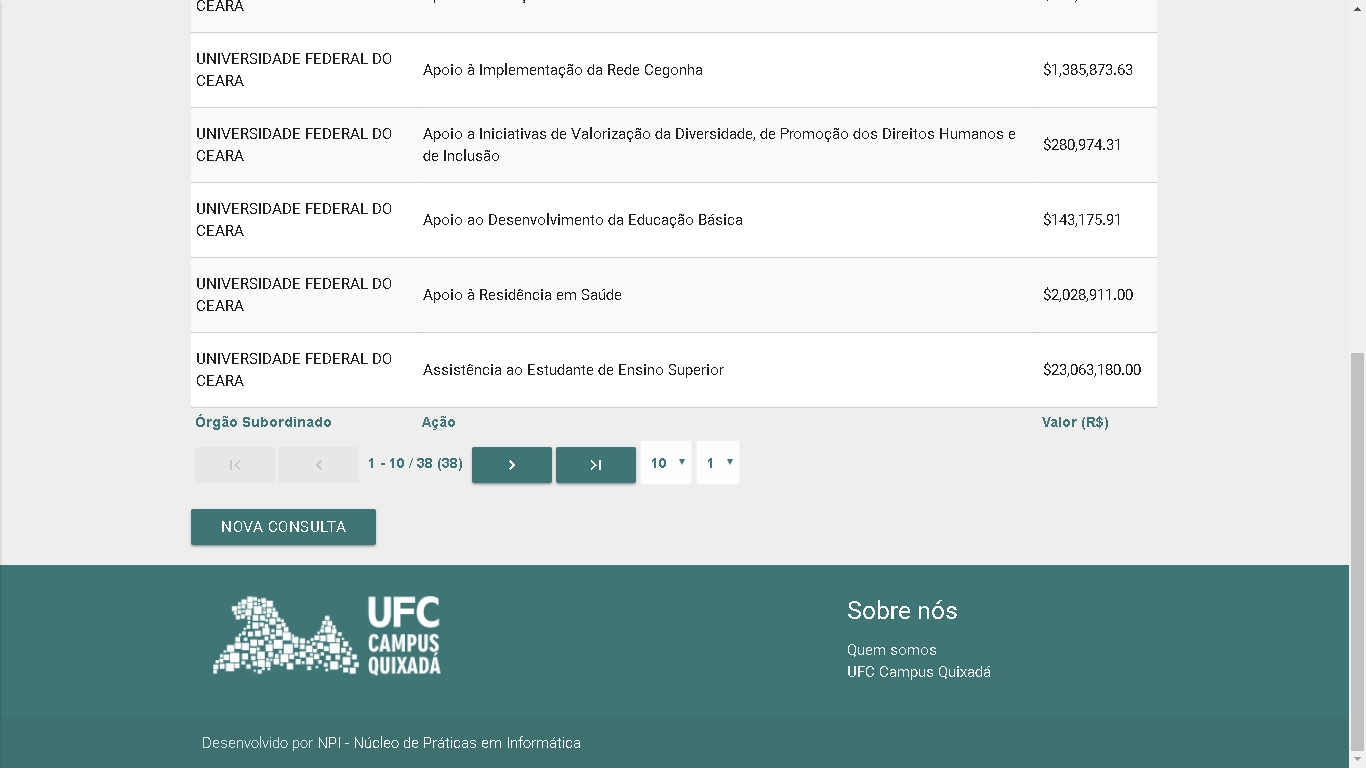 CEARA
UNIVERSIDADE FEDERAL DO
CEARA
Apoio à Implementação da Rede Cegonha
$1,385,873.63
UNIVERSIDADE FEDERAL DO
CEARA
Apoio a Iniciativas de Valorização da Diversidade, de Promoção dos Direitos Humanos e
de Inclusão
$280,974.31
UNIVERSIDADE FEDERAL DO
CEARA
Apoio ao Desenvolvimento da Educação Básica
$143,175.91
UNIVERSIDADE FEDERAL DO
CEARA
Apoio à Residência em Saúde
$2,028,911.00
UNIVERSIDADE FEDERAL DO
CEARA
Assistência ao Estudante de Ensino Superior
$23,063,180.00
Órgão Subordinado Ação Valor (R$)
1 - 10 / 38 (38) 10 1
NOVA CONSULTA
UFC
CAMPUS
QUIXADÁ
Sobre nós
Quem somos
UFC Campus Quixadá
Desenvolvido por NPI - Núcleo de Práticas em Informática